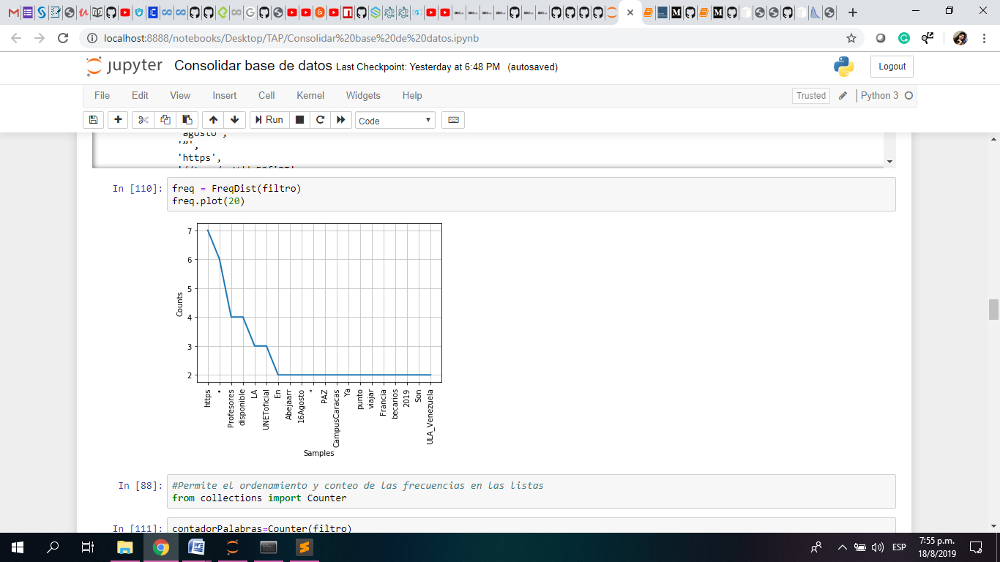 localhost:8888/notebooks/Desktop/TAP/Consolidar%20base%20de%20datos.ipynb
jupyter Consolidar base de datos Last Checkpoint: Yesterday at 6:48 PM (autosaved)
Logout
File Edit View Insert Cell Kernel Widgets Help
Trusted Python 3
Run Code
'agosto',
'”',
'https',
In [110]: freq = FreqDist(filtro)
freq.plot(20)
7
6
5
4
3
2
Counts
https
•
Profesores
disponible
LA
UNEToficial
En
Abejaarr
16Agosto
“
PAZ
CampusCaracas
Ya
punto
viajar
Francia
becarios
2019
Son
ULA_Venezuela
Samples
In [88]: #Permite el ordenamiento y conteo de las frecuencias en las listas
from collections import Counter
In [111]: contadorPalabras=Counter(filtro)
ESP
7:55 p.m.
18/8/2019